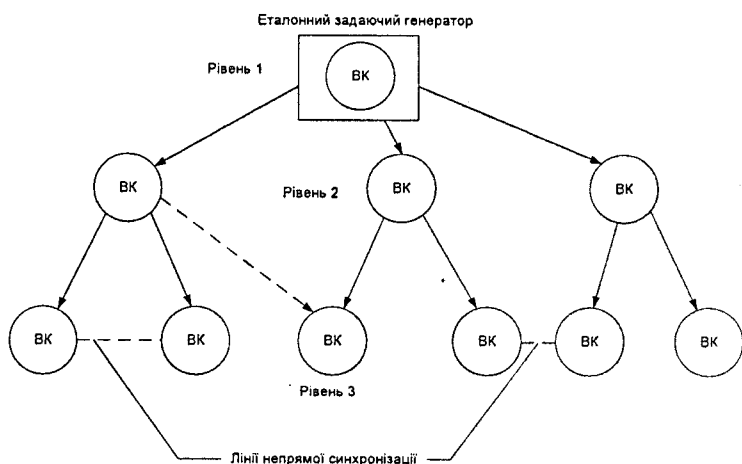 Еталонний задаючий генератор
Рівень 1
ВК
ВК
Рівень 2
ВК
ВК
ВК
ВК
ВК
ВК
ВК
ВК
Рівень 3
Лінії непрямої синхронізації